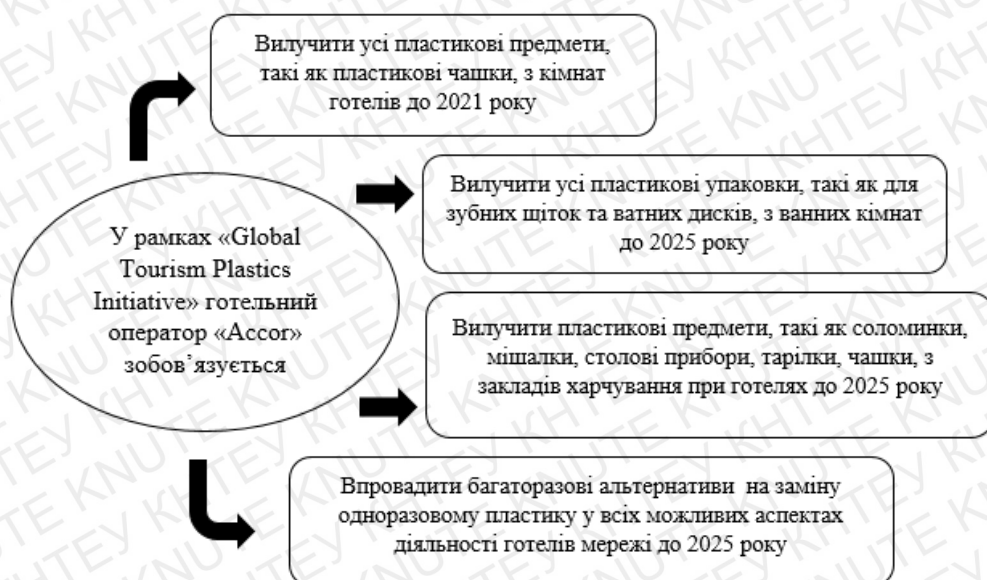 Вилучити усі пластикові предмети,
такі як пластикові чашки, з кімнат
готелів до 2021 року
У рамках «Global
Tourism Plastics
Initiative» готельний
оператор «Accor»
зобов’язується
Вилучити усі пластикові упаковки, такі як для
зубних щіток та ватних дисків, з ванних кімнат
до 2025 року
Вилучити пластикові предмети, такі як соломинки,
мішалки, столові прибори, тарілки, чашки, з
закладів харчування при готелях до 2025 року
Впровадити багаторазові альтернативи на заміну
одноразовому пластику у всіх можливих аспектах
діяльності готелів мережі до 2025 року